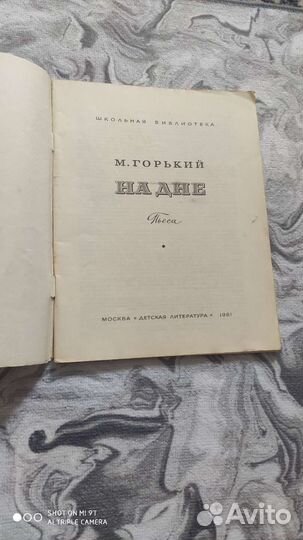 ШКОЛЬНАЯ БИБЛИОТЕКА
М. ГОРЬКИЙ
НА ДНЕ
Пьеса
МОСКВА «ДЕТСКАЯ ЛИТЕРАТУРА» 1981
SHOT ON MI 9T
AI TRIPLE CAMERA
Avito